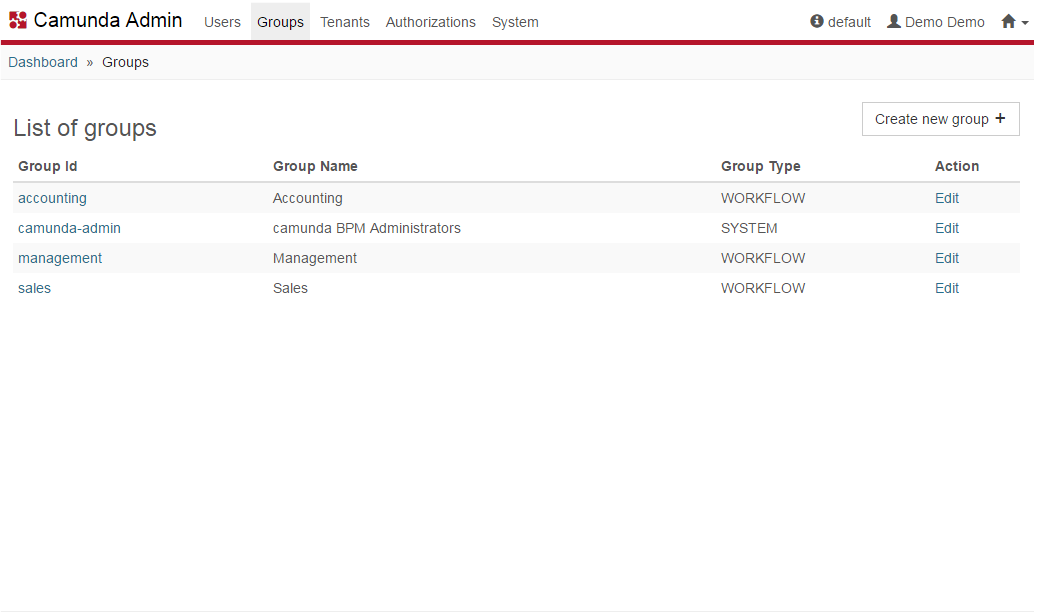 Camunda Admin Users Groups Tenants Authorizations System default Demo Demo
Dashboard » Groups
List of groups
Create new group +
Group Id Group Name Group Type Action
accounting Accounting WORKFLOW Edit
camunda-admin camunda BPM Administrators SYSTEM Edit
management Management WORKFLOW Edit
sales Sales WORKFLOW Edit